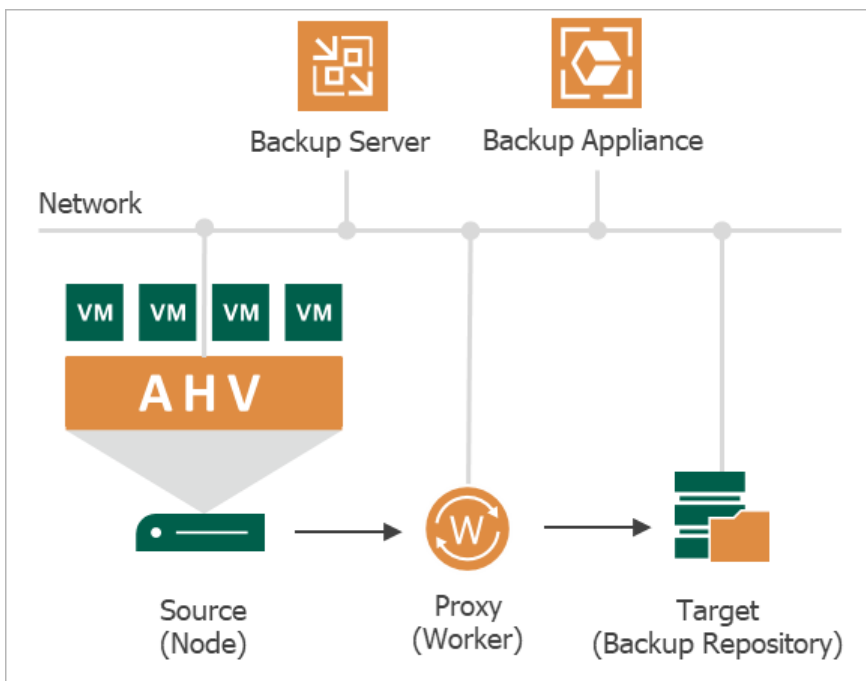 Backup Server
Backup Appliance
Network
VM
VM
VM
VM
AHV
W
Source
(Node)
Proxy
(Worker)
Target
(Backup Repository)